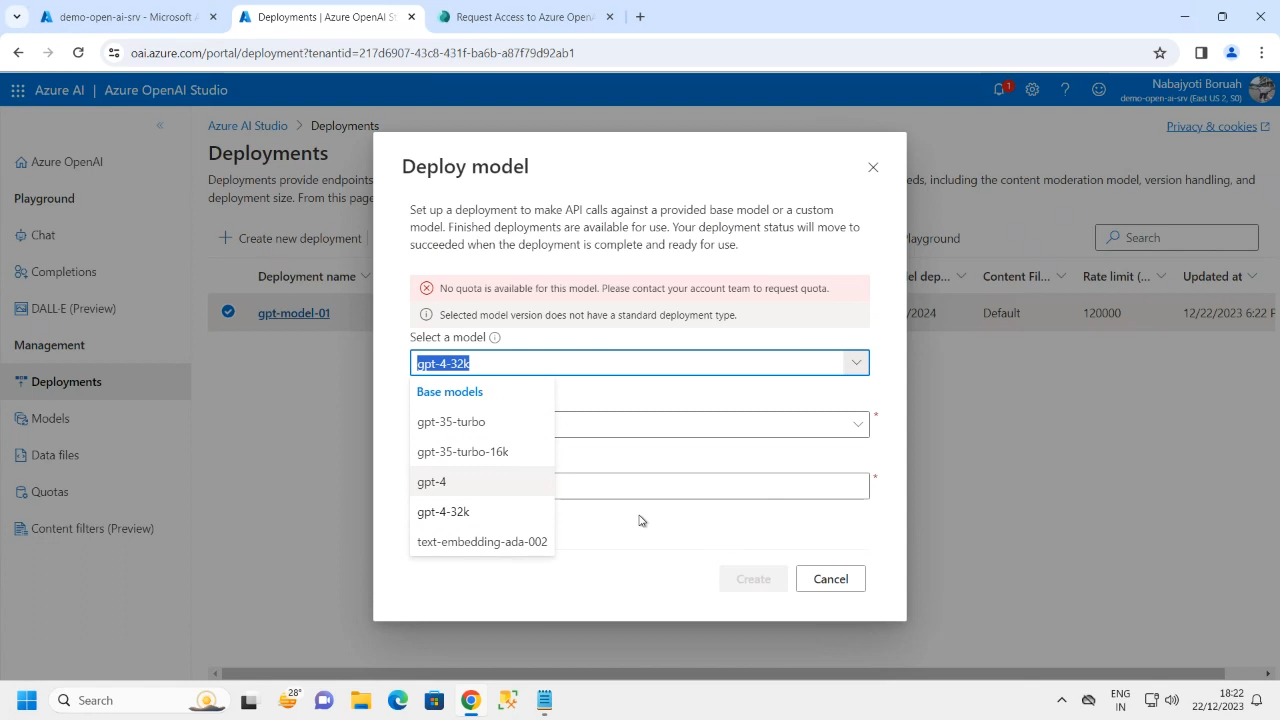 demo-open-ai-srv - Microsoft A
Deployments | Azure OpenAI St
Request Access to Azure OpenA
oai.azure.com/portal/deployment?tenantid=217d6907-43c8-431f-ba6b-a87f79d92ab1
Azure AI | Azure OpenAI Studio
1
Nabajyoti Boruah
demo-open-ai-srv (East US 2, S0)
Azure AI Studio > Deployments
Privacy & cookies
Deployments
Deployments provide endpoints
eds, including the content moderation model, version handling, and
deployment size. From this page
Create new deployment
Playground
Search
Deployment name
el dep...
Content Fil...
Rate limit (...
Updated at
gpt-model-01
/2024
Default
120000
12/22/2023 6:22 P
Azure OpenAI
Playground
Chat
Completions
DALL-E (Preview)
Management
Deployments
Models
Data files
Quotas
Content filters (Preview)
Deploy model
Set up a deployment to make API calls against a provided base model or a custom
model. Finished deployments are available for use. Your deployment status will move to
succeeded when the deployment is complete and ready for use.
No quota is available for this model. Please contact your account team to request quota.
Selected model version does not have a standard deployment type.
Select a model
gpt-4-32k
Base models
gpt-35-turbo
*
gpt-35-turbo-16k
gpt-4
*
gpt-4-32k
text-embedding-ada-002
Create
Cancel
Search
28°
ENG
IN
18:22
22/12/2023